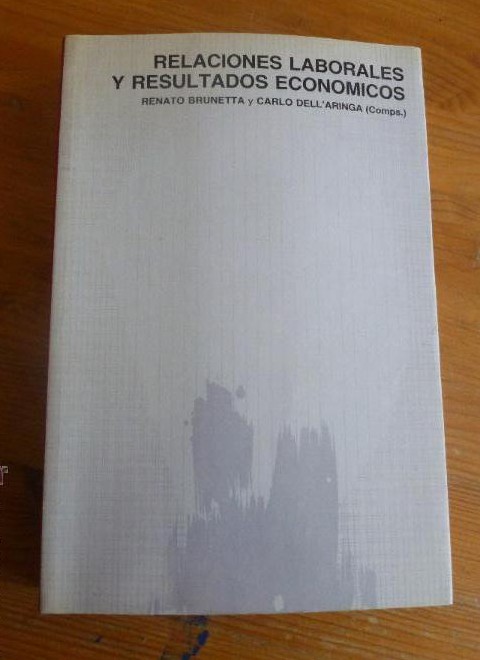 RELACIONES LABORALES
Y RESULTADOS ECONOMICOS
RENATO BRUNETTA y CARLO DELL'ARINGA (Comps.)